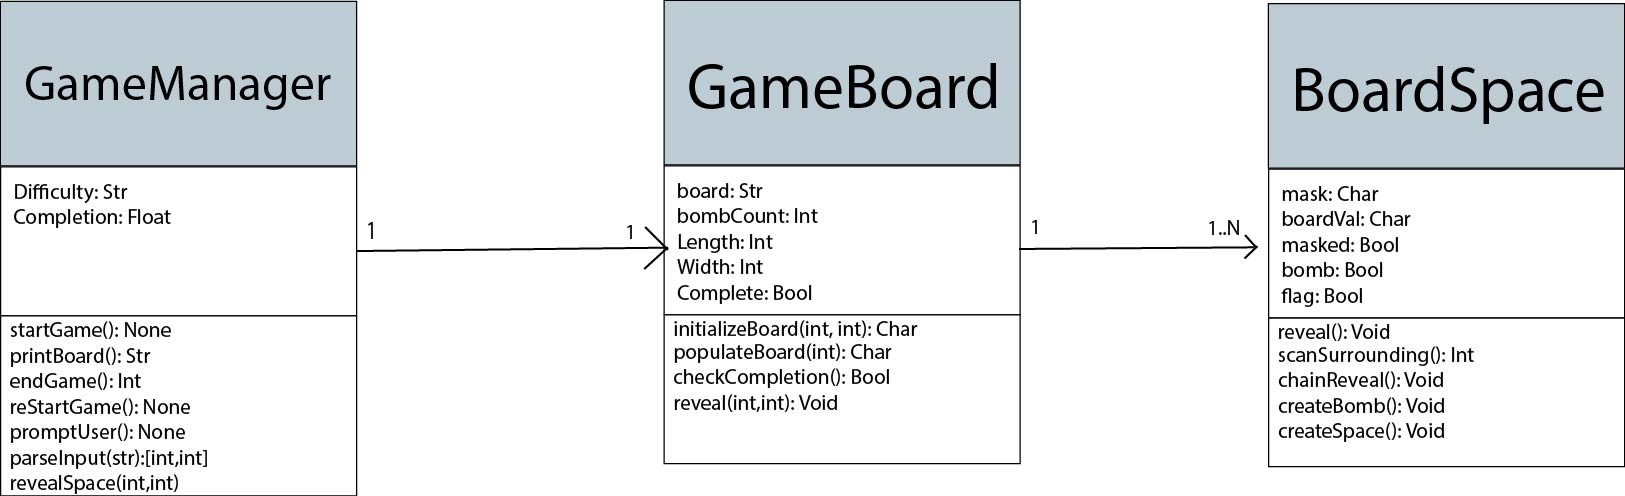 GameManager
Difficulty: Str
Completion: Float
startGame(): None
printBoard(): Str
endGame(): Int
reStartGame(): None
promptUser(): None
parseInput(str):[int,int]
revealSpace(int,int)
1
1
GameBoard
board: Str
bombCount: Int
Length: Int
Width: Int
Complete: Bool
initializeBoard(int, int): Char
populateBoard(int): Char
checkCompletion(): Bool
reveal(int,int): Void
1
1..N
BoardSpace
mask: Char
boardVal: Char
masked: Bool
bomb: Bool
flag: Bool
reveal(): Void
scanSurrounding(): Int
chainReveal(): Void
createBomb(): Void
createSpace(): Void